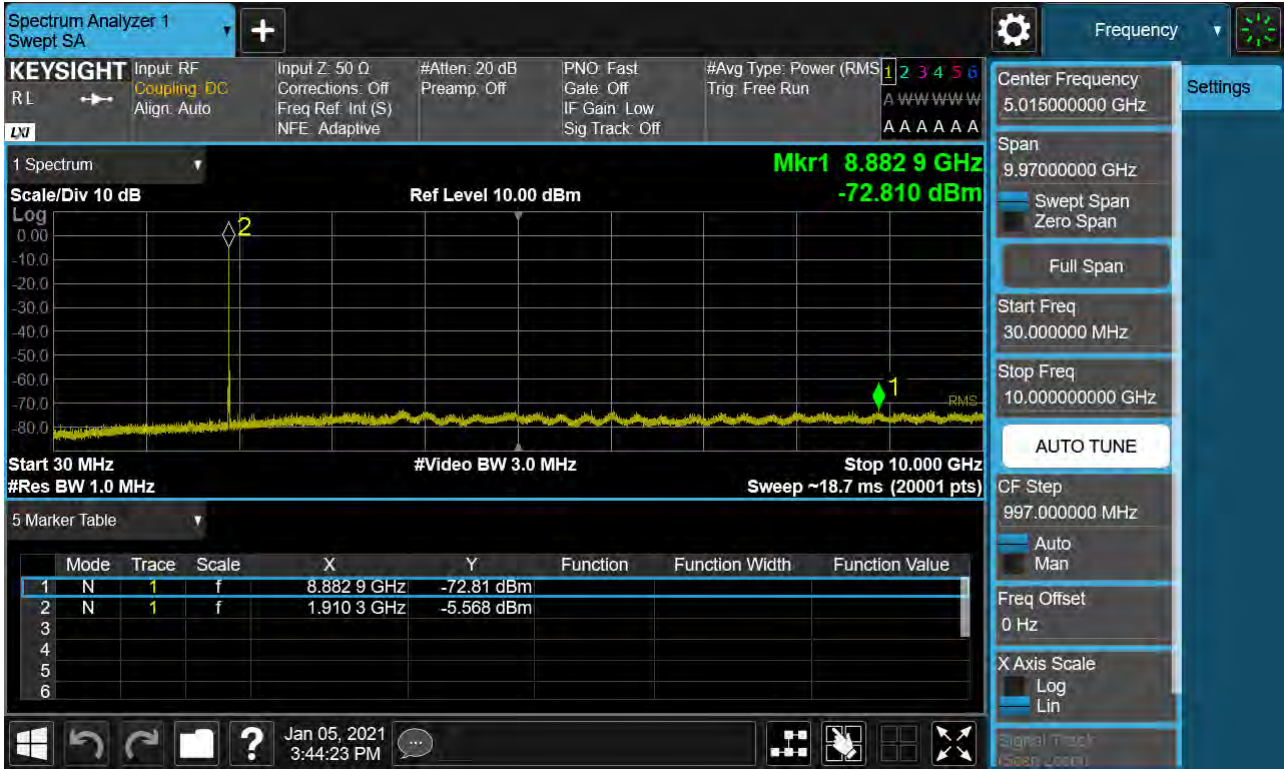 Spectrum Analyzer 1
Swept SA
+
Frequency
KEYSIGHT
RL
LXI
Input: RF
Coupling: DC
Align: Auto
Input Z: 50 Ω
Corrections: Off
Freq Ref: Int (S)
NFE: Adaptive
#Atten: 20 dB
Preamp: Off
PNO: Fast
Gate: Off
IF Gain: Low
Sig Track: Off
#Avg Type: Power (RMS
Trig: Free Run
1 2 3 4 5 6
A W W W W W
A A A A A A
1 Spectrum
Mkr1 8.882 9 GHz
-72.810 dBm
Scale/Div 10 dB
Ref Level 10.00 dBm
Log
0.00
-10.0
-20.0
-30.0
-40.0
-50.0
-60.0
-70.0
-80.0
2
1
RMS
Start 30 MHz
#Video BW 3.0 MHz
Stop 10.000 GHz
#Res BW 1.0 MHz
Sweep ~18.7 ms (20001 pts)
5 Marker Table
Mode Trace Scale X Y Function Function Width Function Value
1 N 1 f 8.882 9 GHz -72.81 dBm
2 N 1 f 1.910 3 GHz -5.568 dBm
3
4
5
6
?
Jan 05, 2021
3:44:23 PM
Center Frequency
5.015000000 GHz
Span
9.97000000 GHz
Swept Span
Zero Span
Full Span
Start Freq
30.000000 MHz
Stop Freq
10.000000000 GHz
AUTO TUNE
CF Step
997.000000 MHz
Auto
Man
Freq Offset
0 Hz
X Axis Scale
Log
Lin
Signal Track
(Span Zoom)
Settings